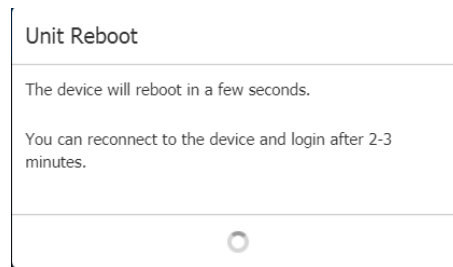 Unit Reboot
The device will reboot in a few seconds.
You can reconnect to the device and login after 2-3
minutes.